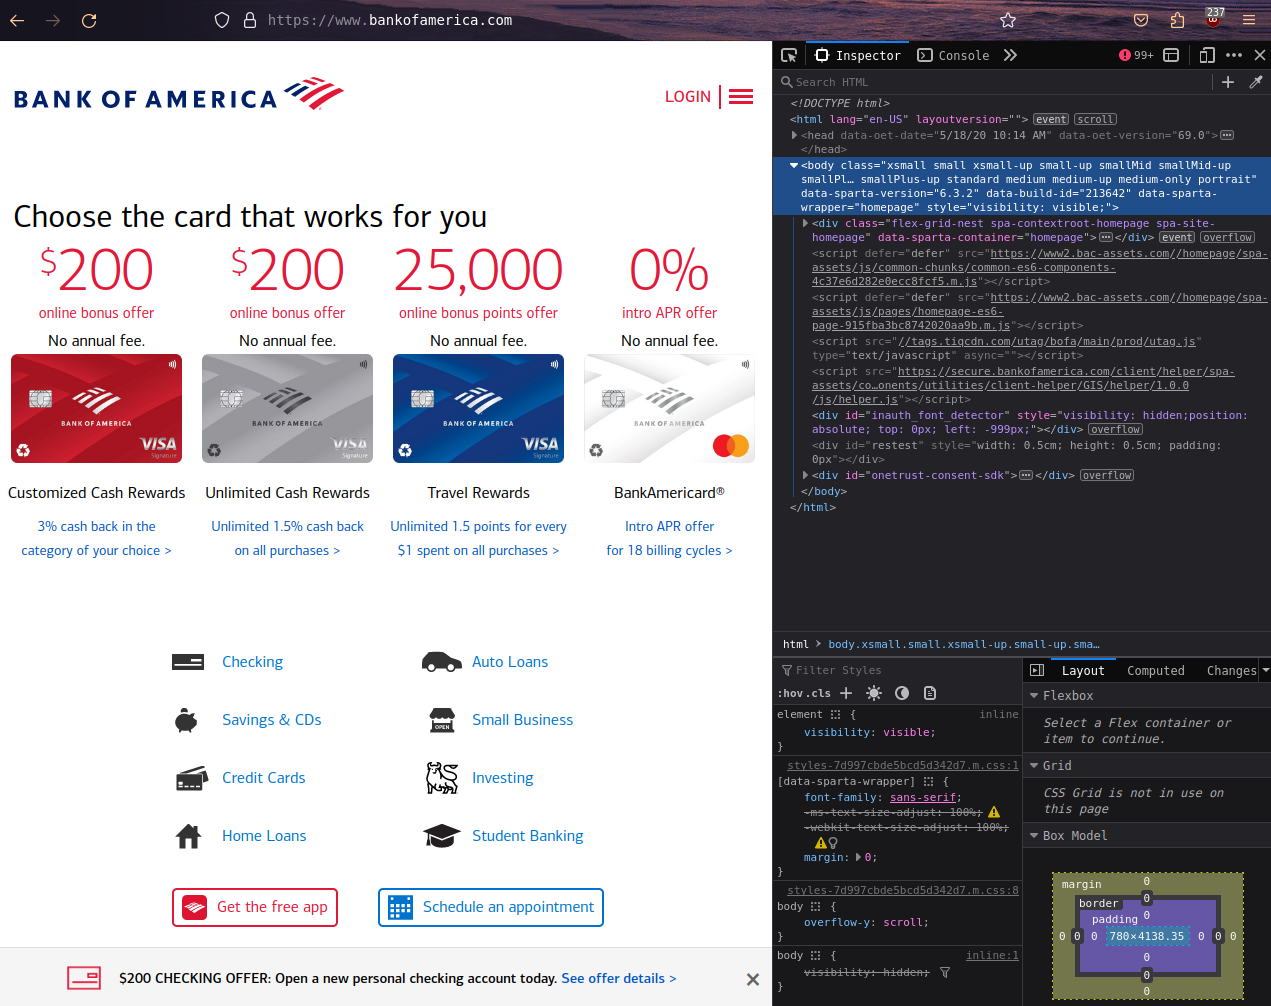 https://www.bankofamerica.com
237
BANK OF AMERICA
LOGIN
Choose the card that works for you
$200
online bonus offer
No annual fee.
BANK OF AMERICA
VISA
Signature
Customized Cash Rewards
3% cash back in the
category of your choice >
$200
online bonus offer
No annual fee.
BANK OF AMERICA
VISA
Signature
Unlimited Cash Rewards
Unlimited 1.5% cash back
on all purchases >
25,000
online bonus points offer
No annual fee.
BANK OF AMERICA
VISA
Signature
Travel Rewards
Unlimited 1.5 points for every
$1 spent on all purchases >
0%
intro APR offer
No annual fee.
BANK OF AMERICA
BankAmericard®
Intro APR offer
for 18 billing cycles >
Checking
Auto Loans
Savings & CDs
OPEN
Small Business
Credit Cards
Investing
Home Loans
Student Banking
Get the free app
Schedule an appointment
$200 CHECKING OFFER: Open a new personal checking account today. See offer details >
Inspector
Console
99+
Search HTML
<!DOCTYPE html>
<html lang="en-US" layoutversion=""> event scroll
<head data-oet-date="5/18/20 10:14 AM" data-oet-version="69.0">
</head>
<body class="xsmall small xsmall-up small-up smallMid smallMid-up
smallPl… smallPlus-up standard medium medium-up medium-only portrait"
data-sparta-version="6.3.2" data-build-id="213642" data-sparta-
wrapper="homepage" style="visibility: visible;">
<div class="flex-grid-nest spa-contextroot-homepage spa-site-
homepage" data-sparta-container="homepage"></div> event overflow
<script defer="defer" src="https://www2.bac-assets.com//homepage/spa-
assets/js/common-chunks/common-es6-components-
4c37e6d282e0ecc8fcf5.m.js"></script>
<script defer="defer" src="https://www2.bac-assets.com//homepage/spa-
assets/js/pages/homepage-es6-
page-915fba3bc8742020aa9b.m.js"></script>
<script src="//tags.tiqcdn.com/utag/bofa/main/prod/utag.js"
type="text/javascript" async=""></script>
<script src="https://secure.bankofamerica.com/client/helper/spa-
assets/co…onents/utilities/client-helper/GIS/helper/1.0.0
/js/helper.js"></script>
<div id="inauth_font_detector" style="visibility: hidden;position:
absolute; top: 0px; left: -999px;"></div> overflow
<div id="restest" style="width: 0.5cm; height: 0.5cm; padding:
0px"></div>
<div id="onetrust-consent-sdk"></div> overflow
</body>
</html>
html > body.xsmall.small.xsmall-up.small-up.sma…
Filter Styles
:hov .cls +
element { inline
visibility: visible;
}
styles-7d997cbde5bcd5d342d7.m.css:1
[data-sparta-wrapper] {
font-family: sans-serif;
-ms-text-size-adjust: 100%;
-webkit-text-size-adjust: 100%;
margin: 0;
}
styles-7d997cbde5bcd5d342d7.m.css:8
body {
overflow-y: scroll;
}
body { inline:1
visibility: hidden;
}
Layout
Computed
Changes
Flexbox
Select a Flex container or
item to continue.
Grid
CSS Grid is not in use on
this page
Box Model
margin 0
border 0
padding 0
0 0 0 780×4138.35 0 0 0
0
0
0